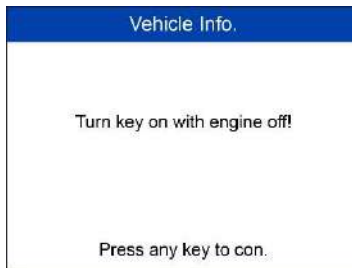 Vehicle Info.
Turn key on with engine off!
Press any key to con.